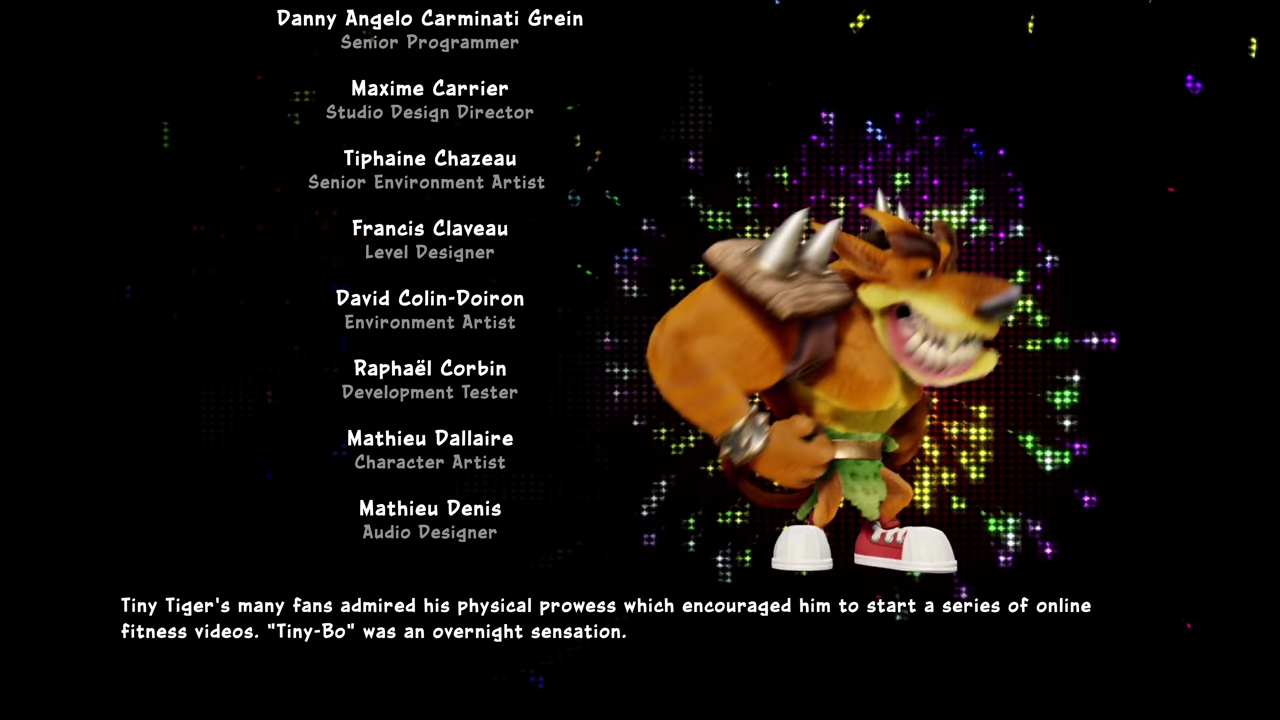 Danny Angelo Carminati Grein
Senior Programmer
Maxime Carrier
Studio Design Director
Tiphaine Chazeau
Senior Environment Artist
Francis Claveau
Level Designer
David Colin-Doiron
Environment Artist
Raphaël Corbin
Development Tester
Mathieu Dallaire
Character Artist
Mathieu Denis
Audio Designer
Tiny Tiger's many fans admired his physical prowess which encouraged him to start a series of online
fitness videos. "Tiny-Bo" was an overnight sensation.